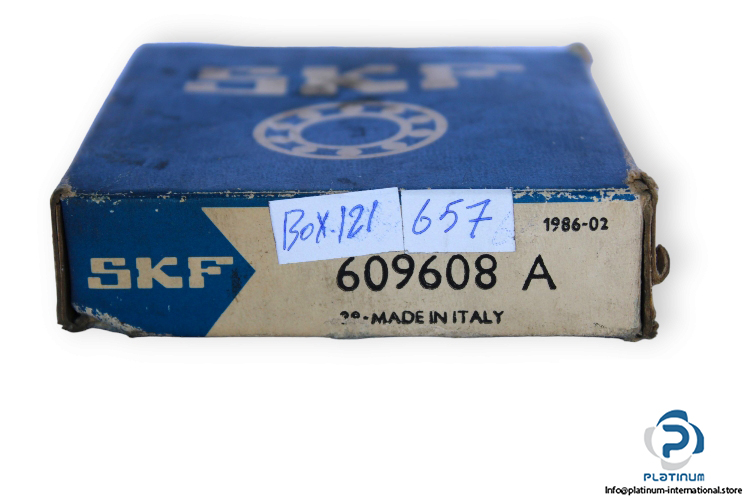 SKF
BOX.121
657
1986-02
SKF
609608 A
MADE IN ITALY
PLATINUM
Info@platinum-international.store